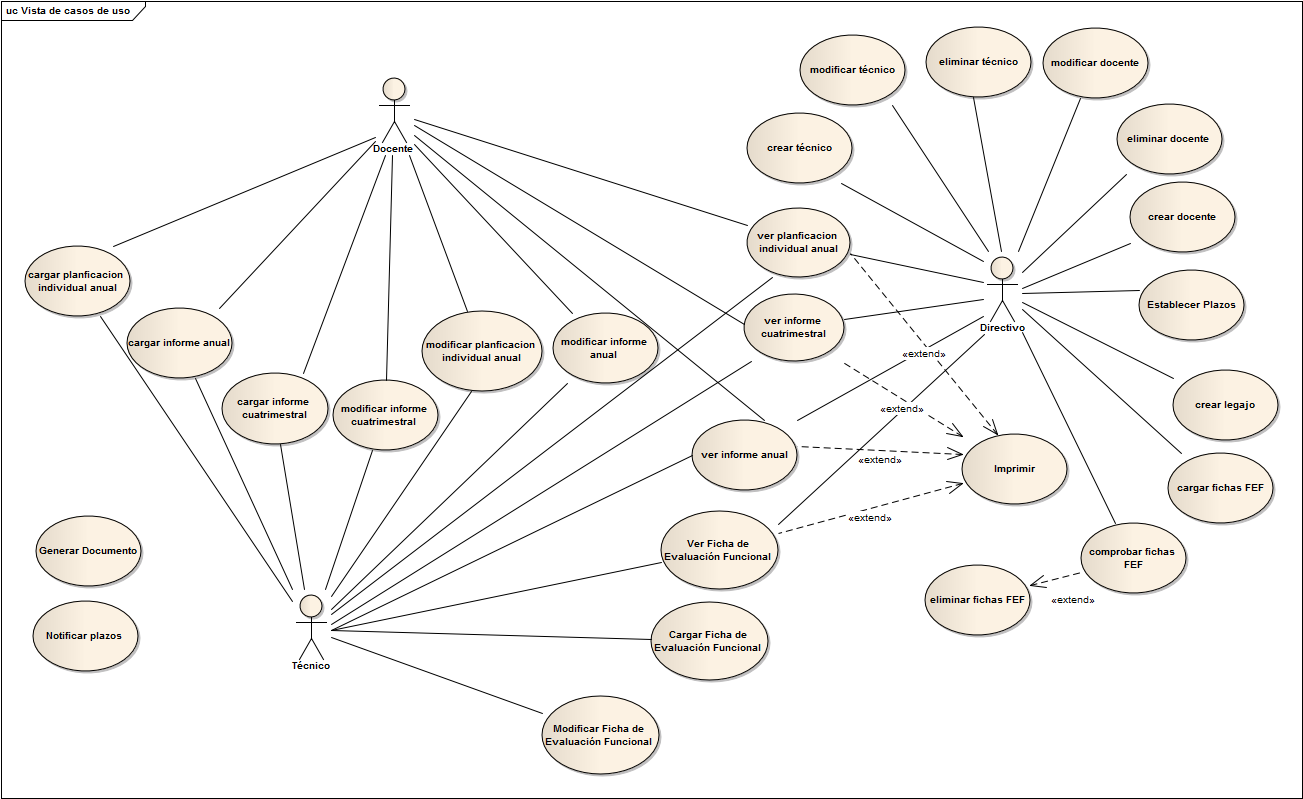 uc Vista de casos de uso
modificar técnico
eliminar técnico
modificar docente
crear técnico
eliminar docente
Docente
crear docente
ver planficacion
individual anual
cargar planficacion
individual anual
Establecer Plazos
Directivo
ver informe
cuatrimestral
cargar informe anual
modificar planficacion
individual anual
modificar informe
anual
«extend»
cargar informe
cuatrimestral
modificar informe
cuatrimestral
«extend»
crear legajo
ver informe anual
«extend»
Imprimir
cargar fichas FEF
«extend»
Ver Ficha de
Evaluación Funcional
Generar Documento
comprobar fichas
FEF
eliminar fichas FEF
«extend»
Notificar plazos
Cargar Ficha de
Evaluación Funcional
Técnico
Modificar Ficha de
Evaluación Funcional